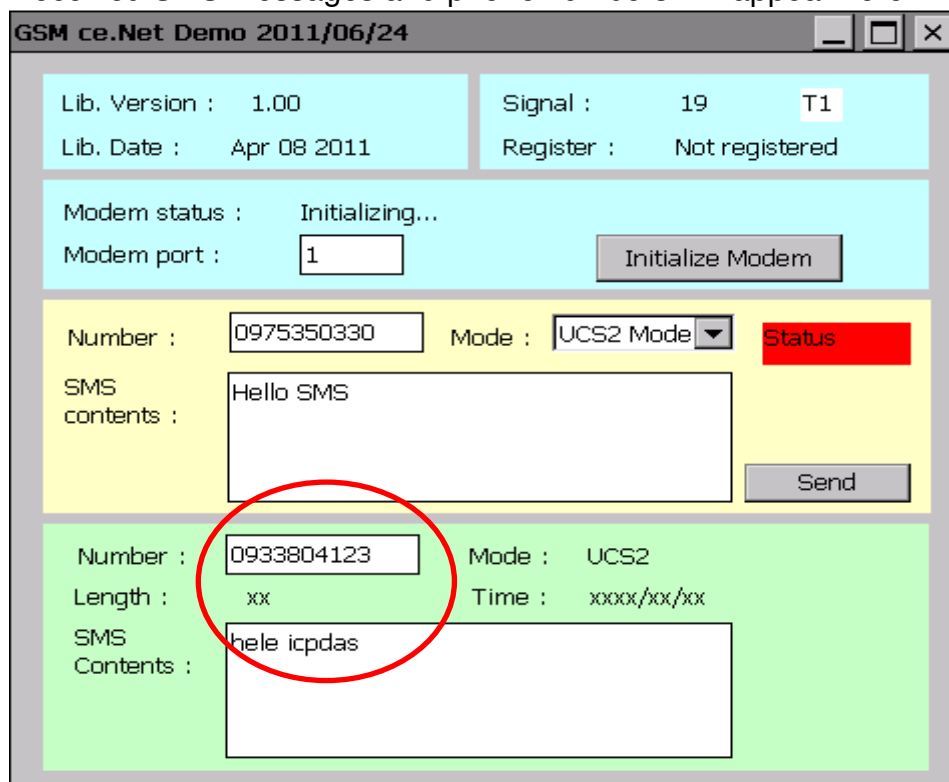 GSM ce.Net Demo 2011/06/24
Lib. Version : 1.00 Signal : 19 T1
Lib. Date : Apr 08 2011 Register : Not registered
Modem status : Initializing...
Modem port : 1 Initialize Modem
Number : 0975350330 Mode : UCS2 Mode Status
SMS
contents :
Hello SMS
Send
Number : 0933804123 Mode : UCS2
Length : xx Time : xxxx/xx/xx
SMS
Contents :
hele icpdas